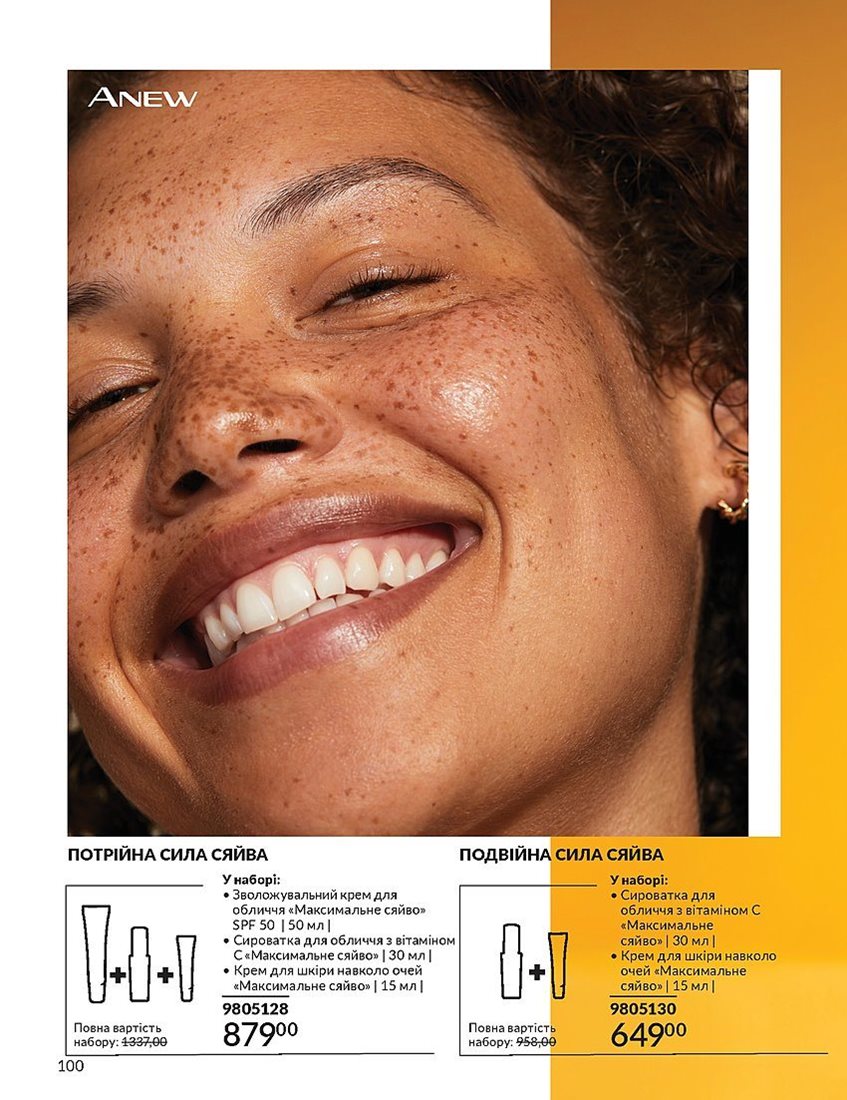 ANEW
ПОТРІЙНА СИЛА СЯЙВА
У наборі:
• Зволожувальний крем для
обличчя «Максимальне сяйво»
SPF 50 | 50 мл |
• Сироватка для обличчя з вітаміном
С «Максимальне сяйво» | 30 мл |
• Крем для шкіри навколо очей
«Максимальне сяйво» | 15 мл |
9805128
87900
Повна вартість
набору: 1337,00
ПОДВІЙНА СИЛА СЯЙВА
У наборі:
• Сироватка для
обличчя з вітаміном С
«Максимальне
сяйво» | 30 мл |
• Крем для шкіри навколо
очей «Максимальне
сяйво» | 15 мл |
9805130
64900
Повна вартість
набору: 958,00
100